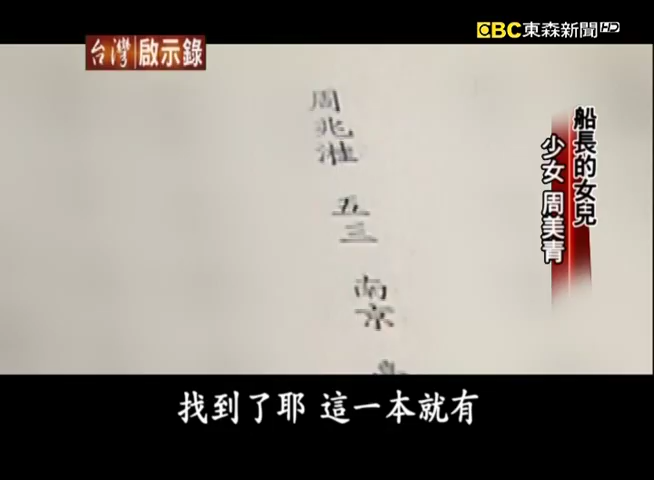 台灣啟示錄
EBC東森新聞HD
船長的女兒
少女 周美青
周兆 五三 南京
找到了耶 這一本就有